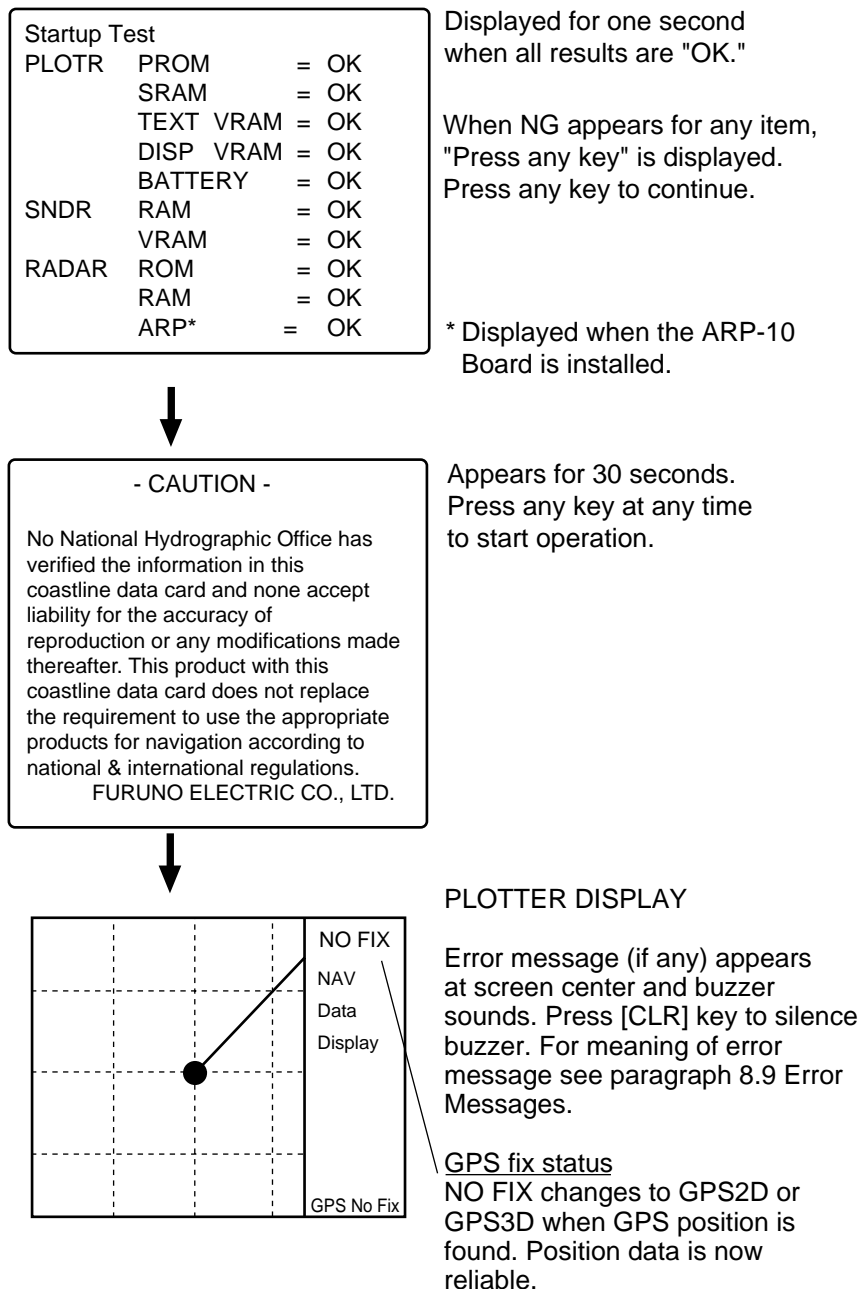 Startup Test
PLOTR PROM = OK
SRAM = OK
TEXT VRAM = OK
DISP VRAM = OK
BATTERY = OK
SNDR RAM = OK
VRAM = OK
RADAR ROM = OK
RAM = OK
ARP* = OK
Displayed for one second
when all results are "OK."
When NG appears for any item,
"Press any key" is displayed.
Press any key to continue.
* Displayed when the ARP-10
Board is installed.
- CAUTION -
No National Hydrographic Office has
verified the information in this
coastline data card and none accept
liability for the accuracy of
reproduction or any modifications made
thereafter. This product with this
coastline data card does not replace
the requirement to use the appropriate
products for navigation according to
national & international regulations.
FURUNO ELECTRIC CO., LTD.
Appears for 30 seconds.
Press any key at any time
to start operation.
NO FIX
NAV
Data
Display
GPS No Fix
PLOTTER DISPLAY
Error message (if any) appears
at screen center and buzzer
sounds. Press [CLR] key to silence
buzzer. For meaning of error
message see paragraph 8.9 Error
Messages.
GPS fix status
NO FIX changes to GPS2D or
GPS3D when GPS position is
found. Position data is now
reliable.